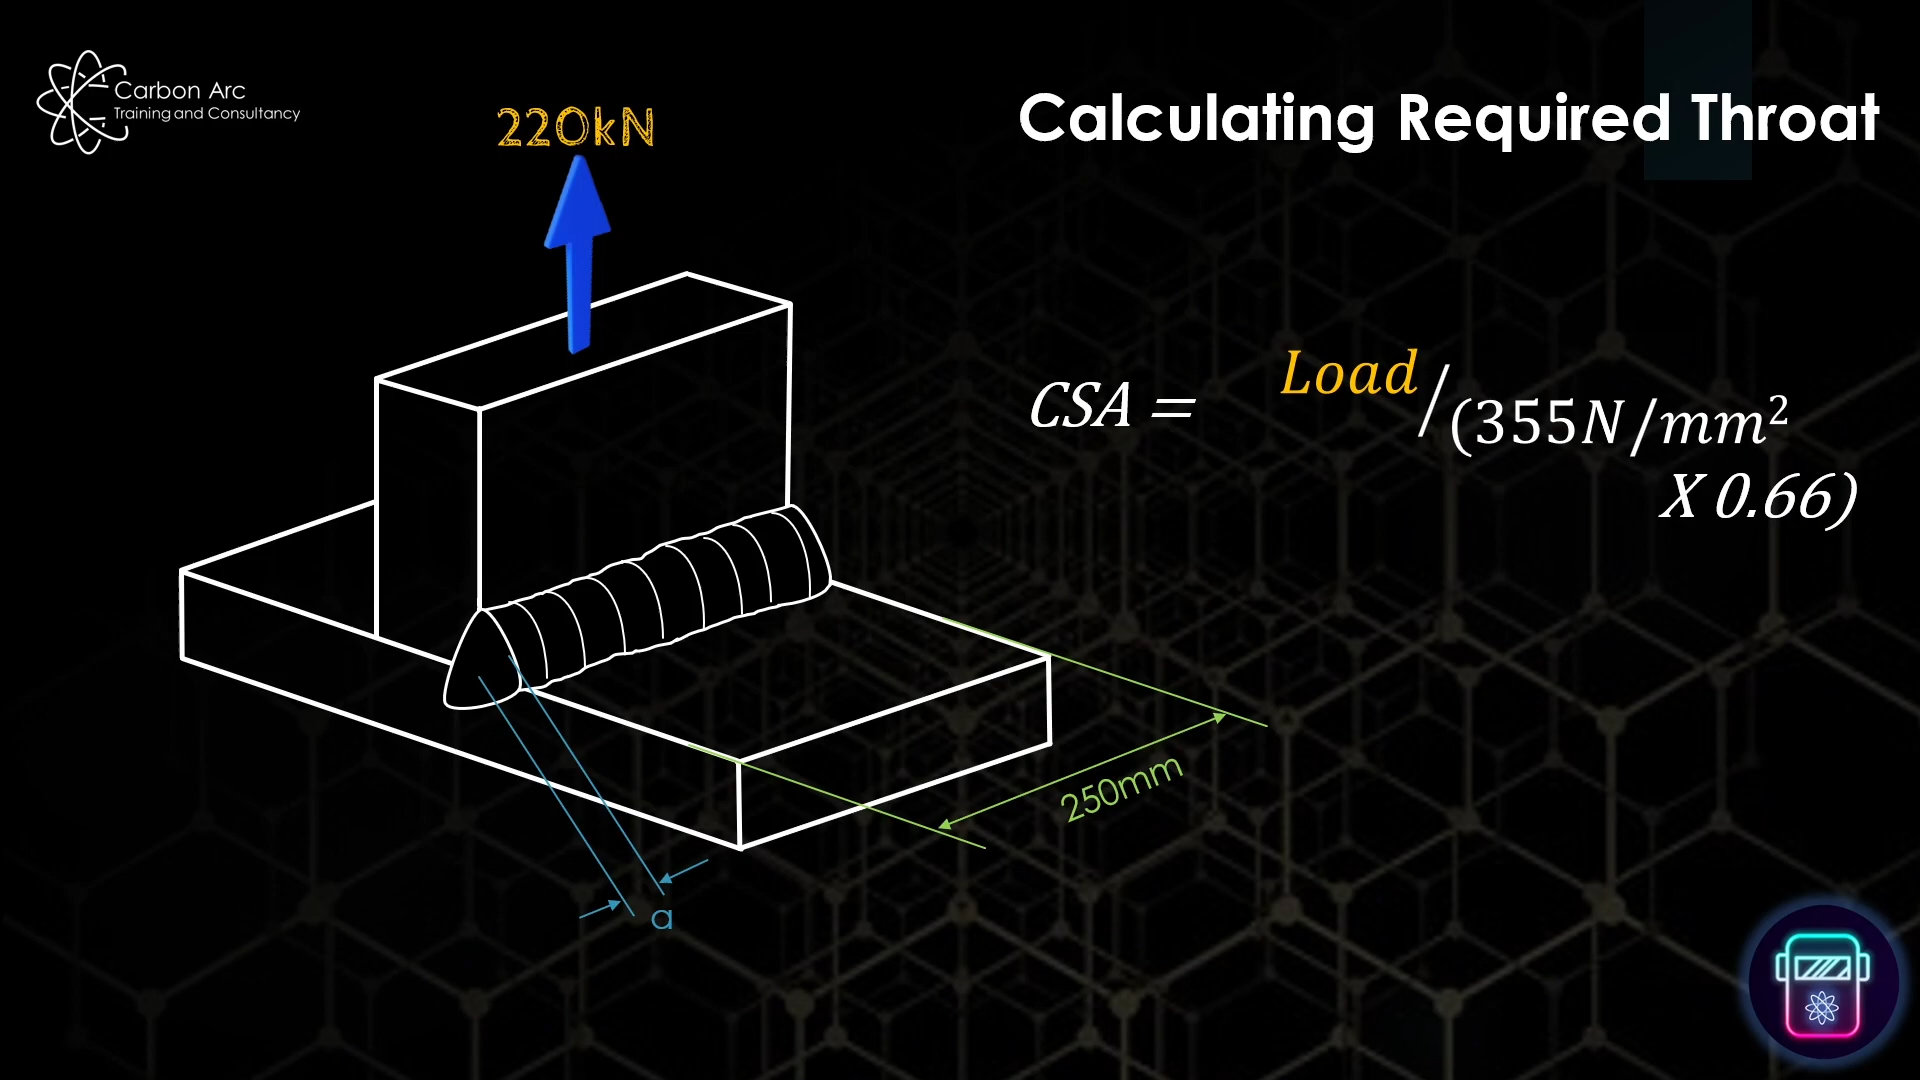 Carbon Arc
Training and Consultancy
220kN
Calculating Required Throat
CSA = Load/(355N/mm²
X 0.66)
250mm
a